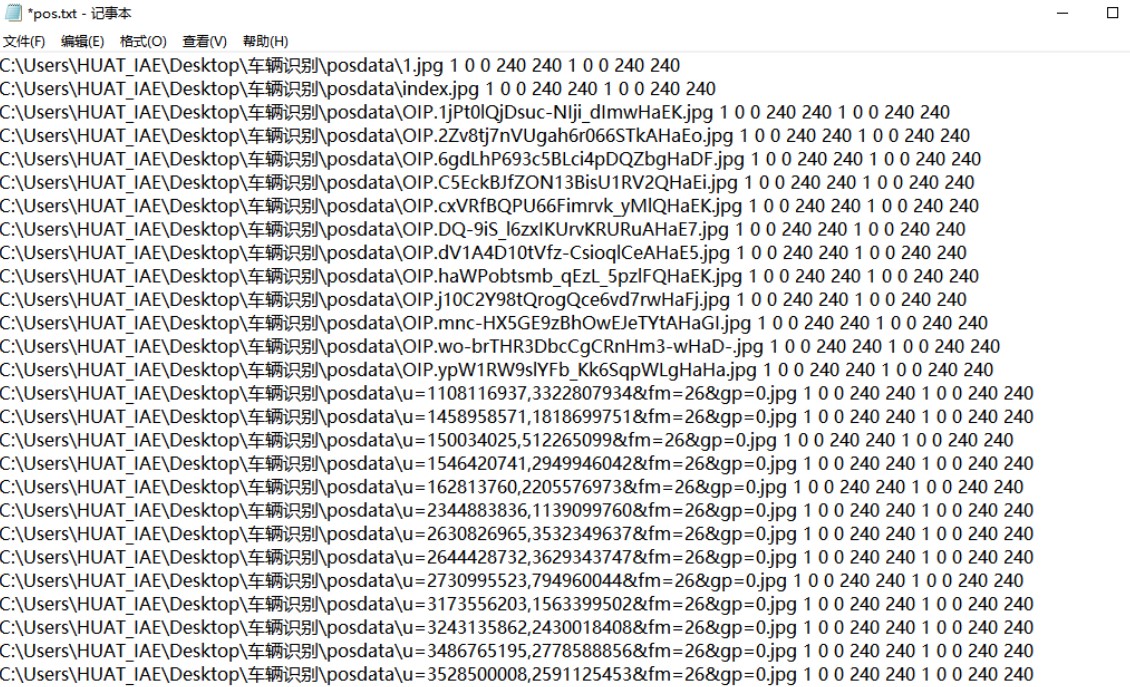 *pos.txt - 记事本
文件(F) 编辑(E) 格式(O) 查看(V) 帮助(H)
C:\Users\HUAT_IAE\Desktop\车辆识别\posdata\1.jpg 1 0 0 240 240 1 0 0 240 240
C:\Users\HUAT_IAE\Desktop\车辆识别\posdata\index.jpg 1 0 0 240 240 1 0 0 240 240
C:\Users\HUAT_IAE\Desktop\车辆识别\posdata\OIP.1jPt0lQjDsuc-NIji_dImwHaEK.jpg 1 0 0 240 240 1 0 0 240 240
C:\Users\HUAT_IAE\Desktop\车辆识别\posdata\OIP.2Zv8tj7nVUgah6r066STkAHaEo.jpg 1 0 0 240 240 1 0 0 240 240
C:\Users\HUAT_IAE\Desktop\车辆识别\posdata\OIP.6gdLhP693c5BLci4pDQZbgHaDF.jpg 1 0 0 240 240 1 0 0 240 240
C:\Users\HUAT_IAE\Desktop\车辆识别\posdata\OIP.C5EckBJfZON13BisU1RV2QHaEi.jpg 1 0 0 240 240 1 0 0 240 240
C:\Users\HUAT_IAE\Desktop\车辆识别\posdata\OIP.cxVRfBQPU66Fimrvk_yMlQHaEK.jpg 1 0 0 240 240 1 0 0 240 240
C:\Users\HUAT_IAE\Desktop\车辆识别\posdata\OIP.DQ-9iS_l6zxIKUrvKRURuAHaE7.jpg 1 0 0 240 240 1 0 0 240 240
C:\Users\HUAT_IAE\Desktop\车辆识别\posdata\OIP.dV1A4D10tVfz-CsioqlCeAHaE5.jpg 1 0 0 240 240 1 0 0 240 240
C:\Users\HUAT_IAE\Desktop\车辆识别\posdata\OIP.haWPobtsmb_qEzL_5pzlFQHaEK.jpg 1 0 0 240 240 1 0 0 240 240
C:\Users\HUAT_IAE\Desktop\车辆识别\posdata\OIP.j10C2Y98tQrogQce6vd7rwHaFj.jpg 1 0 0 240 240 1 0 0 240 240
C:\Users\HUAT_IAE\Desktop\车辆识别\posdata\OIP.mnc-HX5GE9zBhOwEJeTYtAHaGI.jpg 1 0 0 240 240 1 0 0 240 240
C:\Users\HUAT_IAE\Desktop\车辆识别\posdata\OIP.wo-brTHR3DbcCgCRnHm3-wHaD-.jpg 1 0 0 240 240 1 0 0 240 240
C:\Users\HUAT_IAE\Desktop\车辆识别\posdata\OIP.ypW1RW9slYFb_Kk6SqpWLgHaHa.jpg 1 0 0 240 240 1 0 0 240 240
C:\Users\HUAT_IAE\Desktop\车辆识别\posdata\u=1108116937,3322807934&fm=26&gp=0.jpg 1 0 0 240 240 1 0 0 240 240
C:\Users\HUAT_IAE\Desktop\车辆识别\posdata\u=1458958571,1818699751&fm=26&gp=0.jpg 1 0 0 240 240 1 0 0 240 240
C:\Users\HUAT_IAE\Desktop\车辆识别\posdata\u=150034025,512265099&fm=26&gp=0.jpg 1 0 0 240 240 1 0 0 240 240
C:\Users\HUAT_IAE\Desktop\车辆识别\posdata\u=1546420741,2949946042&fm=26&gp=0.jpg 1 0 0 240 240 1 0 0 240 240
C:\Users\HUAT_IAE\Desktop\车辆识别\posdata\u=162813760,2205576973&fm=26&gp=0.jpg 1 0 0 240 240 1 0 0 240 240
C:\Users\HUAT_IAE\Desktop\车辆识别\posdata\u=2344883836,1139099760&fm=26&gp=0.jpg 1 0 0 240 240 1 0 0 240 240
C:\Users\HUAT_IAE\Desktop\车辆识别\posdata\u=2630826965,3532349637&fm=26&gp=0.jpg 1 0 0 240 240 1 0 0 240 240
C:\Users\HUAT_IAE\Desktop\车辆识别\posdata\u=2644428732,3629343747&fm=26&gp=0.jpg 1 0 0 240 240 1 0 0 240 240
C:\Users\HUAT_IAE\Desktop\车辆识别\posdata\u=2730995523,794960044&fm=26&gp=0.jpg 1 0 0 240 240 1 0 0 240 240
C:\Users\HUAT_IAE\Desktop\车辆识别\posdata\u=3173556203,1563399502&fm=26&gp=0.jpg 1 0 0 240 240 1 0 0 240 240
C:\Users\HUAT_IAE\Desktop\车辆识别\posdata\u=3243135862,2430018408&fm=26&gp=0.jpg 1 0 0 240 240 1 0 0 240 240
C:\Users\HUAT_IAE\Desktop\车辆识别\posdata\u=3486765195,2778588856&fm=26&gp=0.jpg 1 0 0 240 240 1 0 0 240 240
C:\Users\HUAT_IAE\Desktop\车辆识别\posdata\u=3528500008,2591125453&fm=26&gp=0.jpg 1 0 0 240 240 1 0 0 240 240